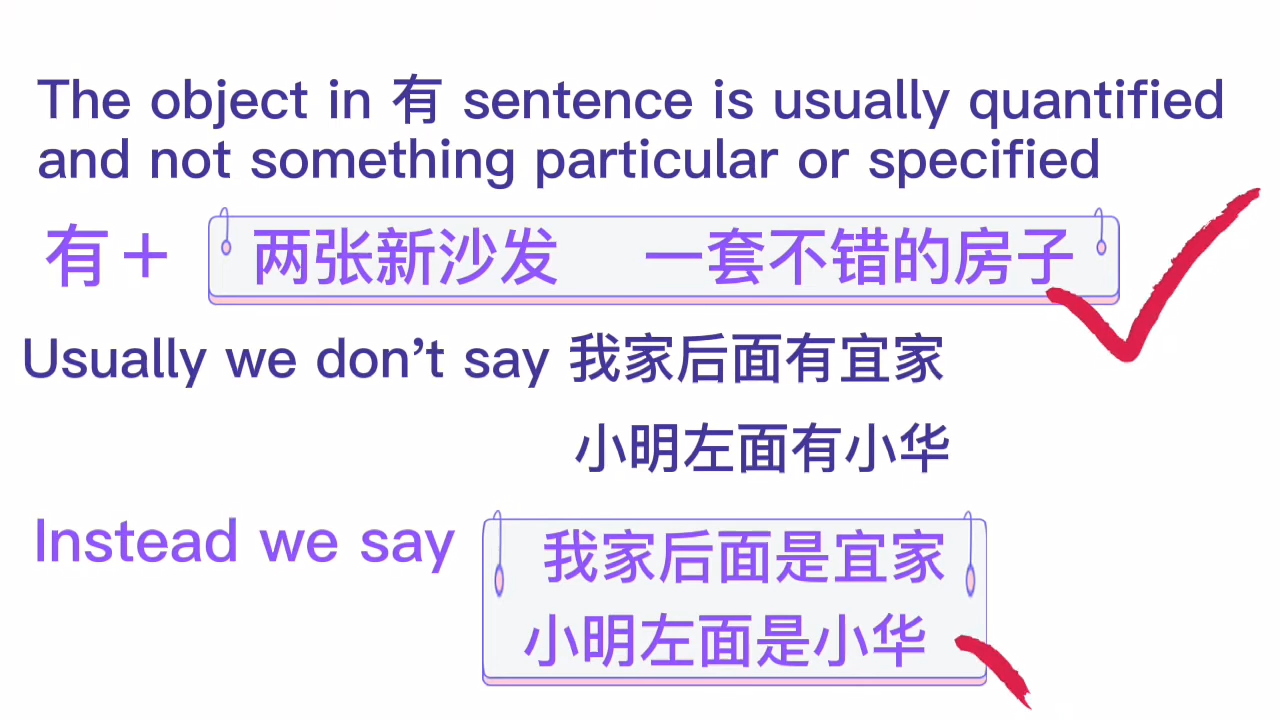 The object in 有 sentence is usually quantified
and not something particular or specified
有＋ 两张新沙发 一套不错的房子
Usually we don’t say 我家后面有宜家
小明左面有小华
Instead we say 我家后面是宜家
小明左面是小华